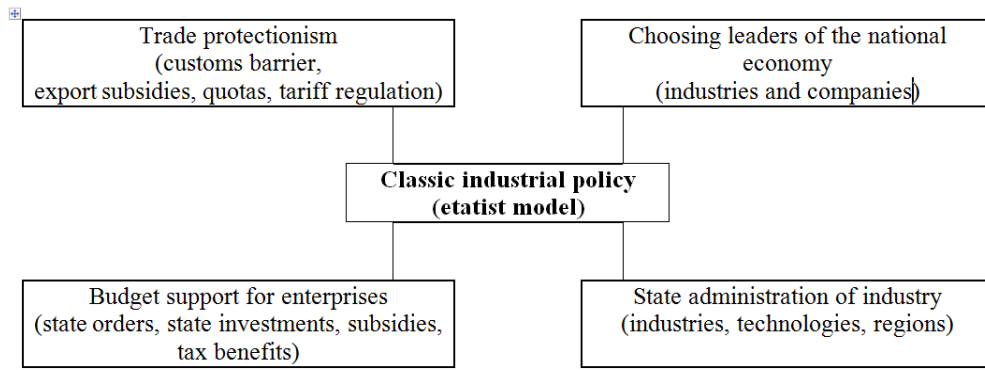 Trade protectionism
(customs barrier,
export subsidies, quotas, tariff regulation)
Choosing leaders of the national
economy
(industries and companies)
Classic industrial policy
(etatist model)
Budget support for enterprises
(state orders, state investments, subsidies,
tax benefits)
State administration of industry
(industries, technologies, regions)